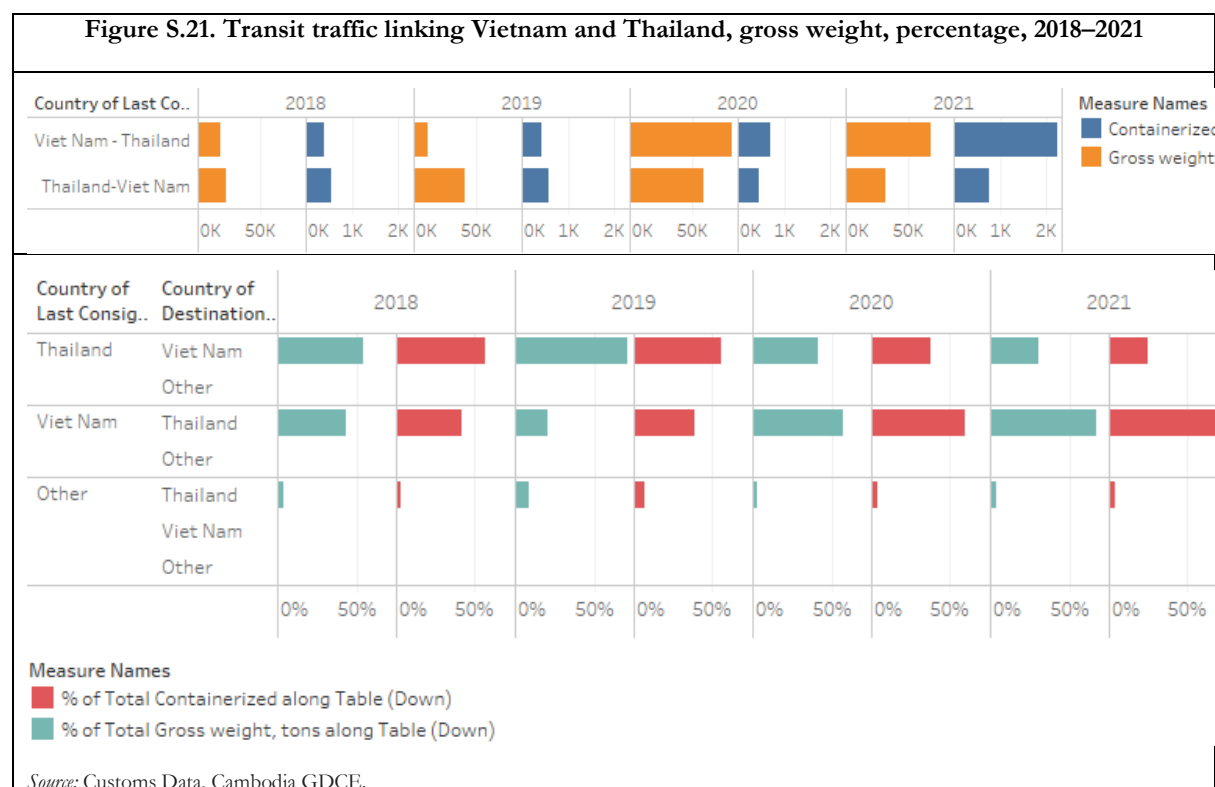 Figure S.21. Transit traffic linking Vietnam and Thailand, gross weight, percentage, 2018–2021
Country of Last Co.. 2018 2019 2020 2021 Measure Names
Viet Nam - Thailand Containerized
Thailand-Viet Nam Gross weight
0K 50K 0K 1K 2K 0K 50K 0K 1K 2K 0K 50K 0K 1K 2K 0K 50K 0K 1K 2K
Country of Country of
Last Consig.. Destination.. 2018 2019 2020 2021
Thailand Viet Nam
Other
Viet Nam Thailand
Other
Other Thailand
Viet Nam
Other
0% 50% 0% 50% 0% 50% 0% 50% 0% 50% 0% 50% 0% 50% 0% 50%
Measure Names
% of Total Containerized along Table (Down)
% of Total Gross weight, tons along Table (Down)
Source: Customs Data, Cambodia GDCE.